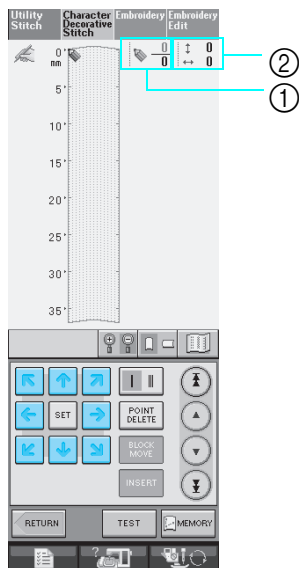 Utility Stitch
Character Decorative Stitch
Embroidery
Embroidery Edit
0
mm
0
0
↕ 0
↔ 0
②
①
5
10
15
20
25
30
35
SET
POINT DELETE
BLOCK MOVE
INSERT
RETURN
TEST
MEMORY
?